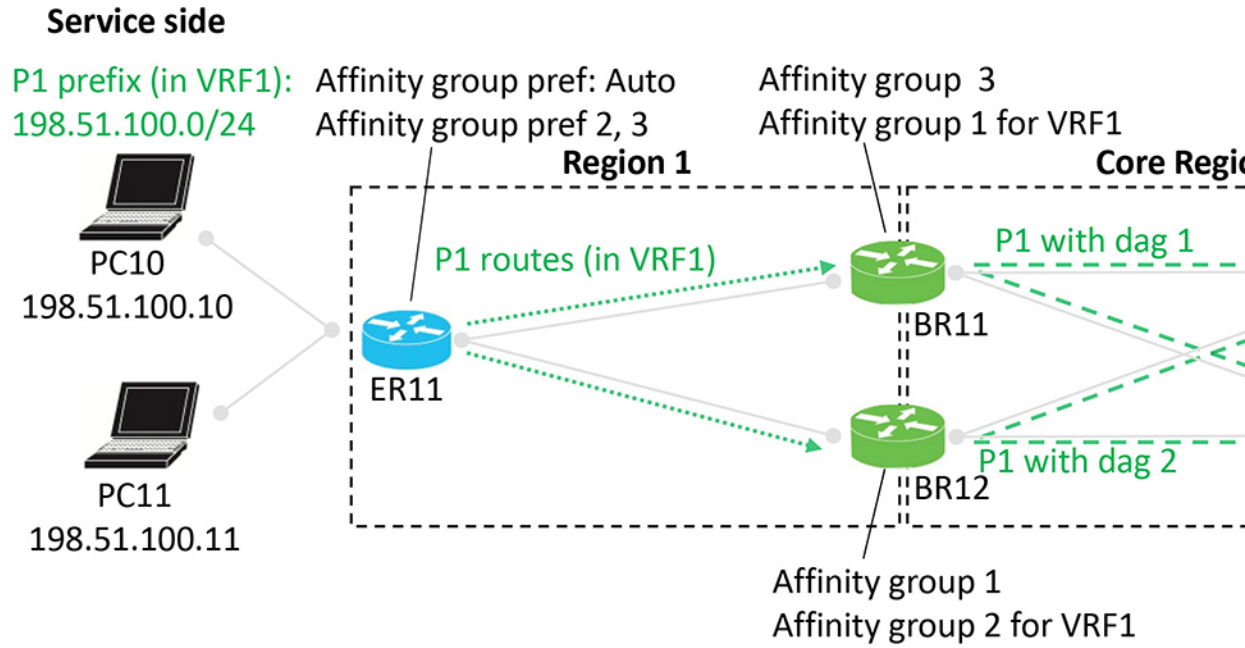 Service side
P1 prefix (in VRF1):
198.51.100.0/24
Affinity group pref: Auto
Affinity group pref 2, 3
Affinity group 3
Affinity group 1 for VRF1
Region 1
Core Regio
PC10
198.51.100.10
P1 routes (in VRF1)
P1 with dag 1
BR11
ER11
PC11
198.51.100.11
P1 with dag 2
BR12
Affinity group 1
Affinity group 2 for VRF1